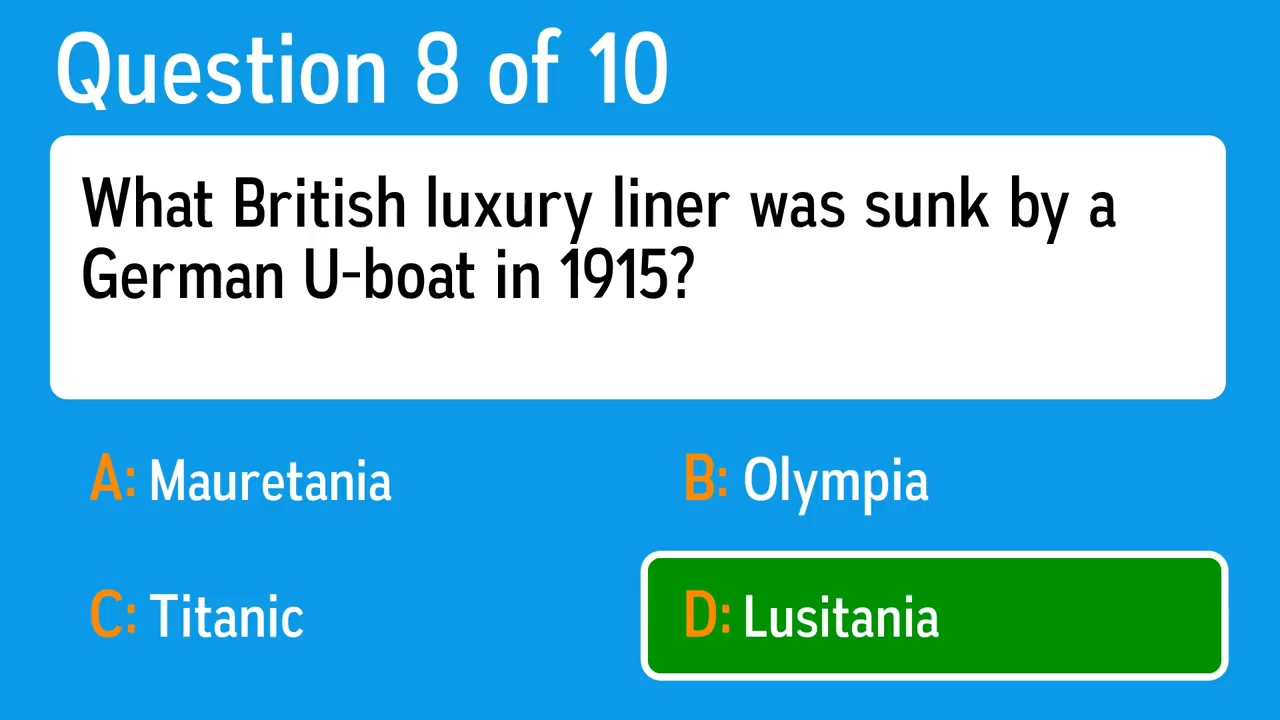 Question 8 of 10
What British luxury liner was sunk by a
German U-boat in 1915?
A: Mauretania
B: Olympia
C: Titanic
D: Lusitania